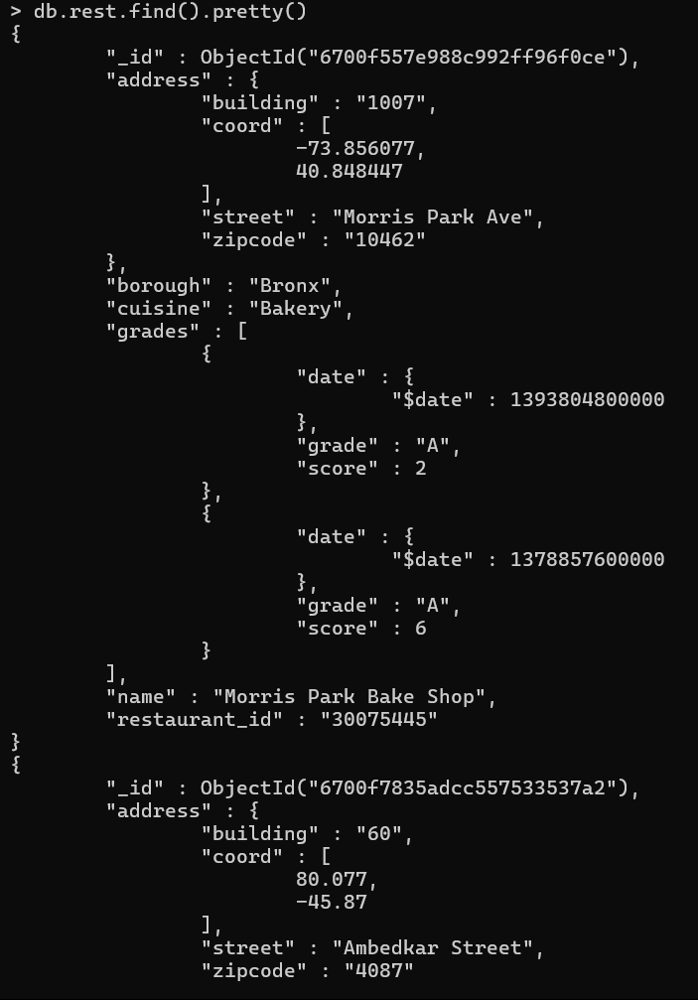 > db.rest.find().pretty()
{
        "_id" : ObjectId("6700f557e988c992ff96f0ce"),
        "address" : {
                "building" : "1007",
                "coord" : [
                        -73.856077,
                        40.848447
                ],
                "street" : "Morris Park Ave",
                "zipcode" : "10462"
        },
        "borough" : "Bronx",
        "cuisine" : "Bakery",
        "grades" : [
                {
                        "date" : {
                                "$date" : 1393804800000
                        },
                        "grade" : "A",
                        "score" : 2
                },
                {
                        "date" : {
                                "$date" : 1378857600000
                        },
                        "grade" : "A",
                        "score" : 6
                }
        ],
        "name" : "Morris Park Bake Shop",
        "restaurant_id" : "30075445"
}
{
        "_id" : ObjectId("6700f7835adcc557533537a2"),
        "address" : {
                "building" : "60",
                "coord" : [
                        80.077,
                        -45.87
                ],
                "street" : "Ambedkar Street",
                "zipcode" : "4087"